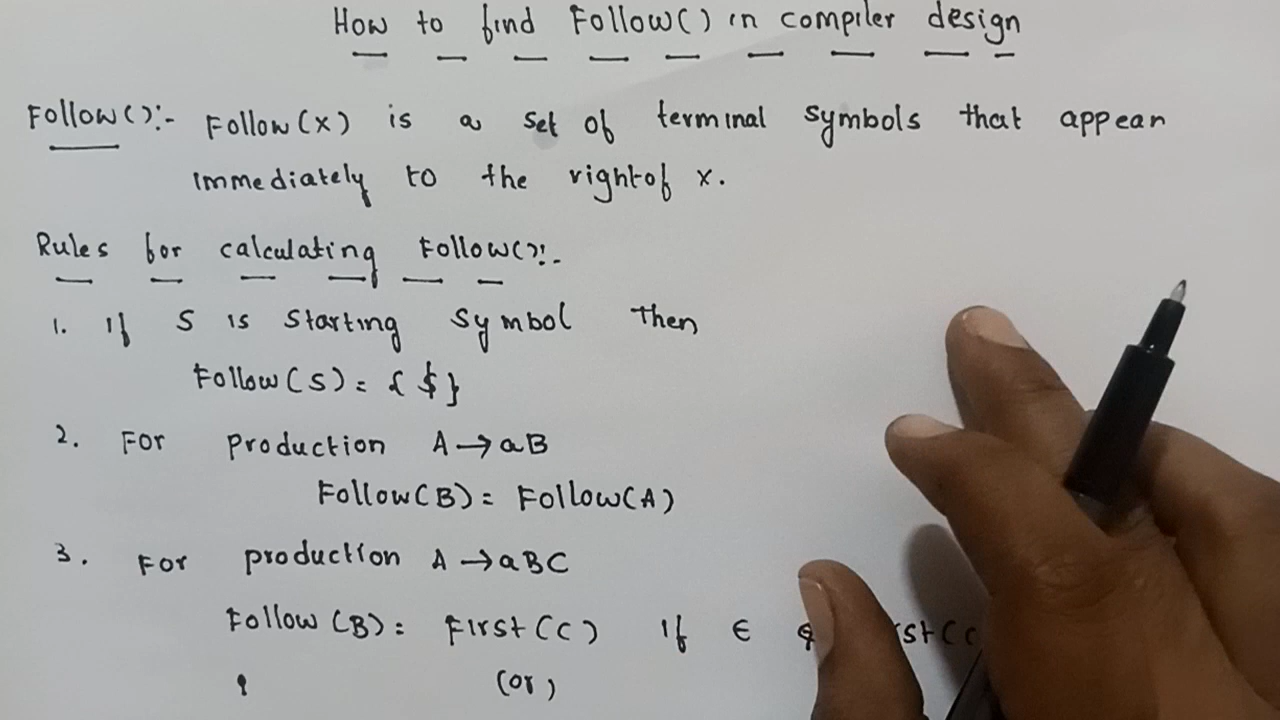 How to find Follow() in compiler design
Follow():- Follow(x) is a set of terminal symbols that appear
immediately to the right of x.
Rules for calculating Follow():-
1. If S is starting symbol then
Follow(S) = {$}
2. For production A→aB
Follow(B) = Follow(A)
3. For production A→aBC
Follow(B) = First(C) if ∈ ∉ rst(C
(or)